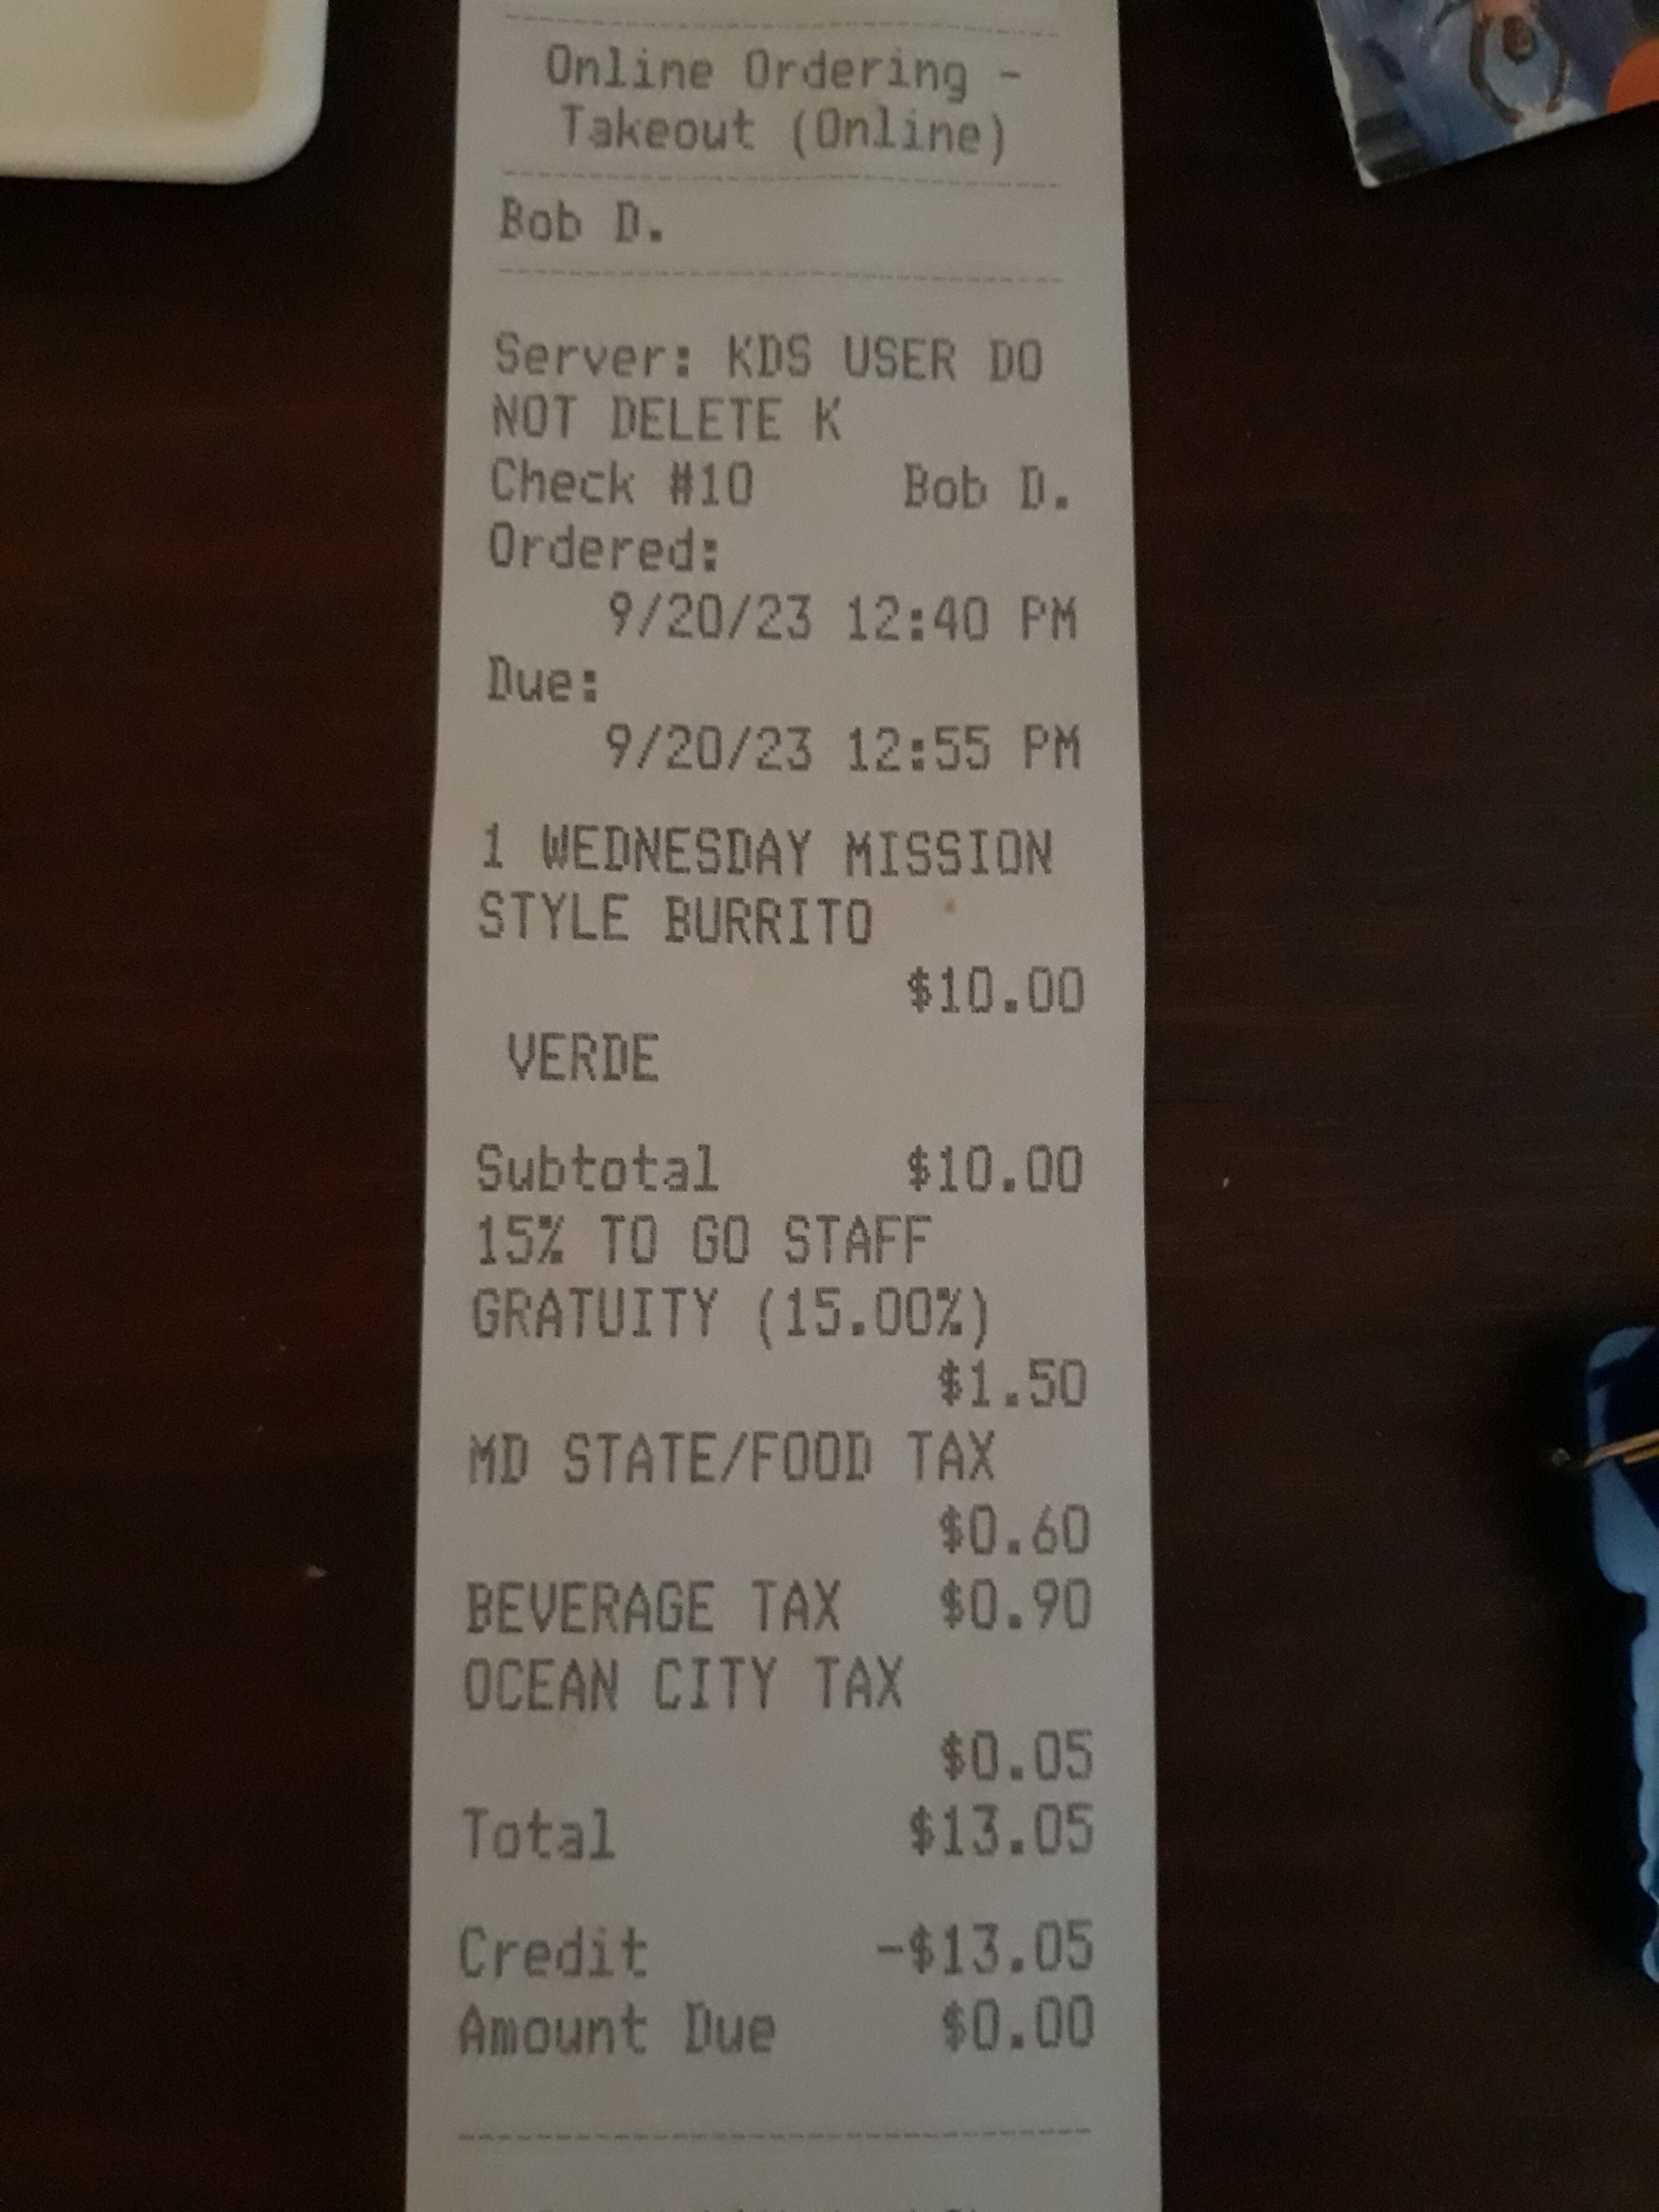 Online Ordering -
Takeout (Online)
Bob D.
Server: KDS USER DO
NOT DELETE K
Check #10 Bob D.
Ordered:
9/20/23 12:40 PM
Due:
9/20/23 12:55 PM
1 WEDNESDAY MISSION
STYLE BURRITO
$10.00
VERDE
Subtotal $10.00
15% TO GO STAFF
GRATUITY (15.00%)
$1.50
MD STATE/FOOD TAX
$0.60
BEVERAGE TAX $0.90
OCEAN CITY TAX
$0.05
Total $13.05
Credit -$13.05
Amount Due $0.00